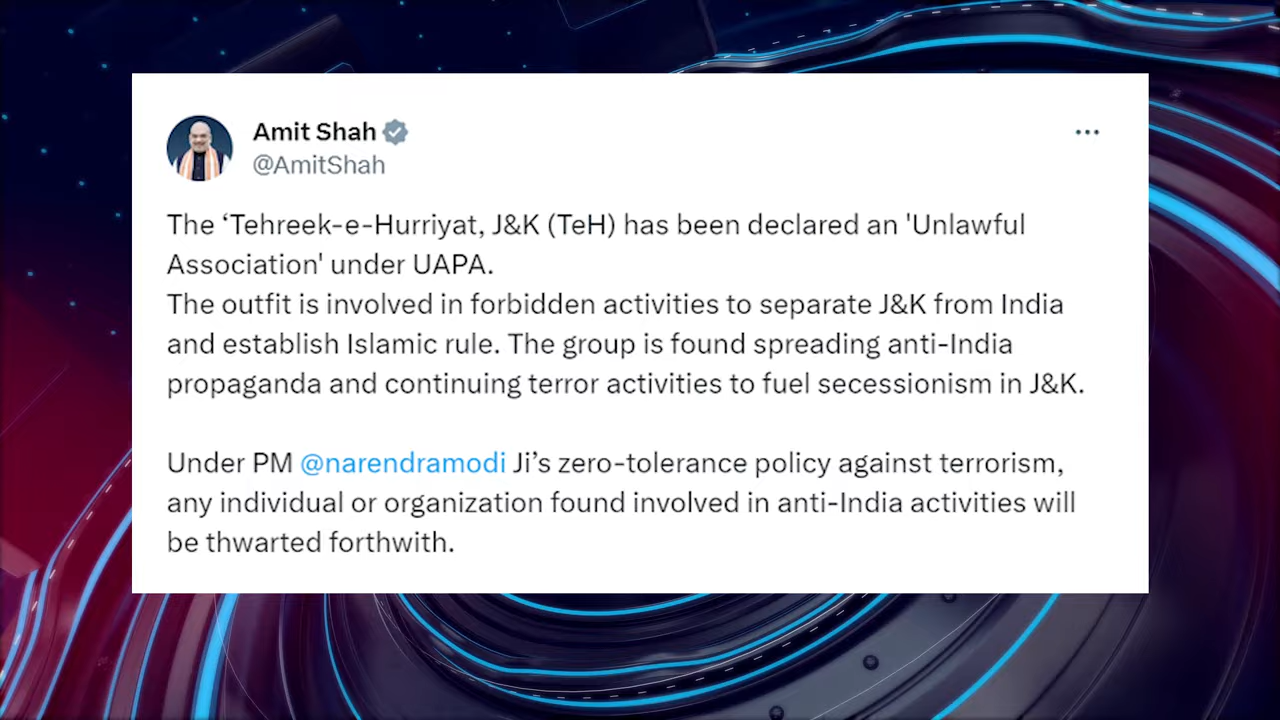 Amit Shah
@AmitShah
The ‘Tehreek-e-Hurriyat, J&K (TeH) has been declared an 'Unlawful
Association' under UAPA.
The outfit is involved in forbidden activities to separate J&K from India
and establish Islamic rule. The group is found spreading anti-India
propaganda and continuing terror activities to fuel secessionism in J&K.
Under PM @narendramodi Ji’s zero-tolerance policy against terrorism,
any individual or organization found involved in anti-India activities will
be thwarted forthwith.